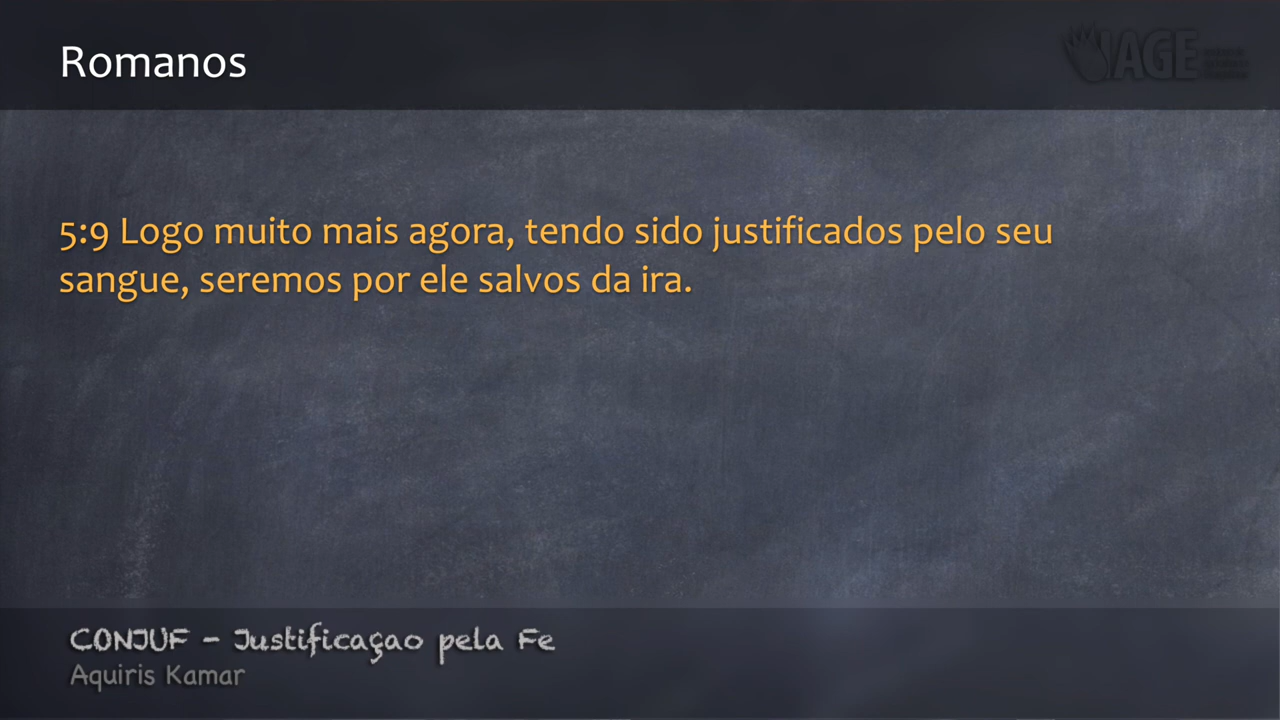 Romanos
IAGE
5:9 Logo muito mais agora, tendo sido justificados pelo seu
sangue, seremos por ele salvos da ira.
CONJUF - Justificaçao pela Fe
Aquiris Kamar